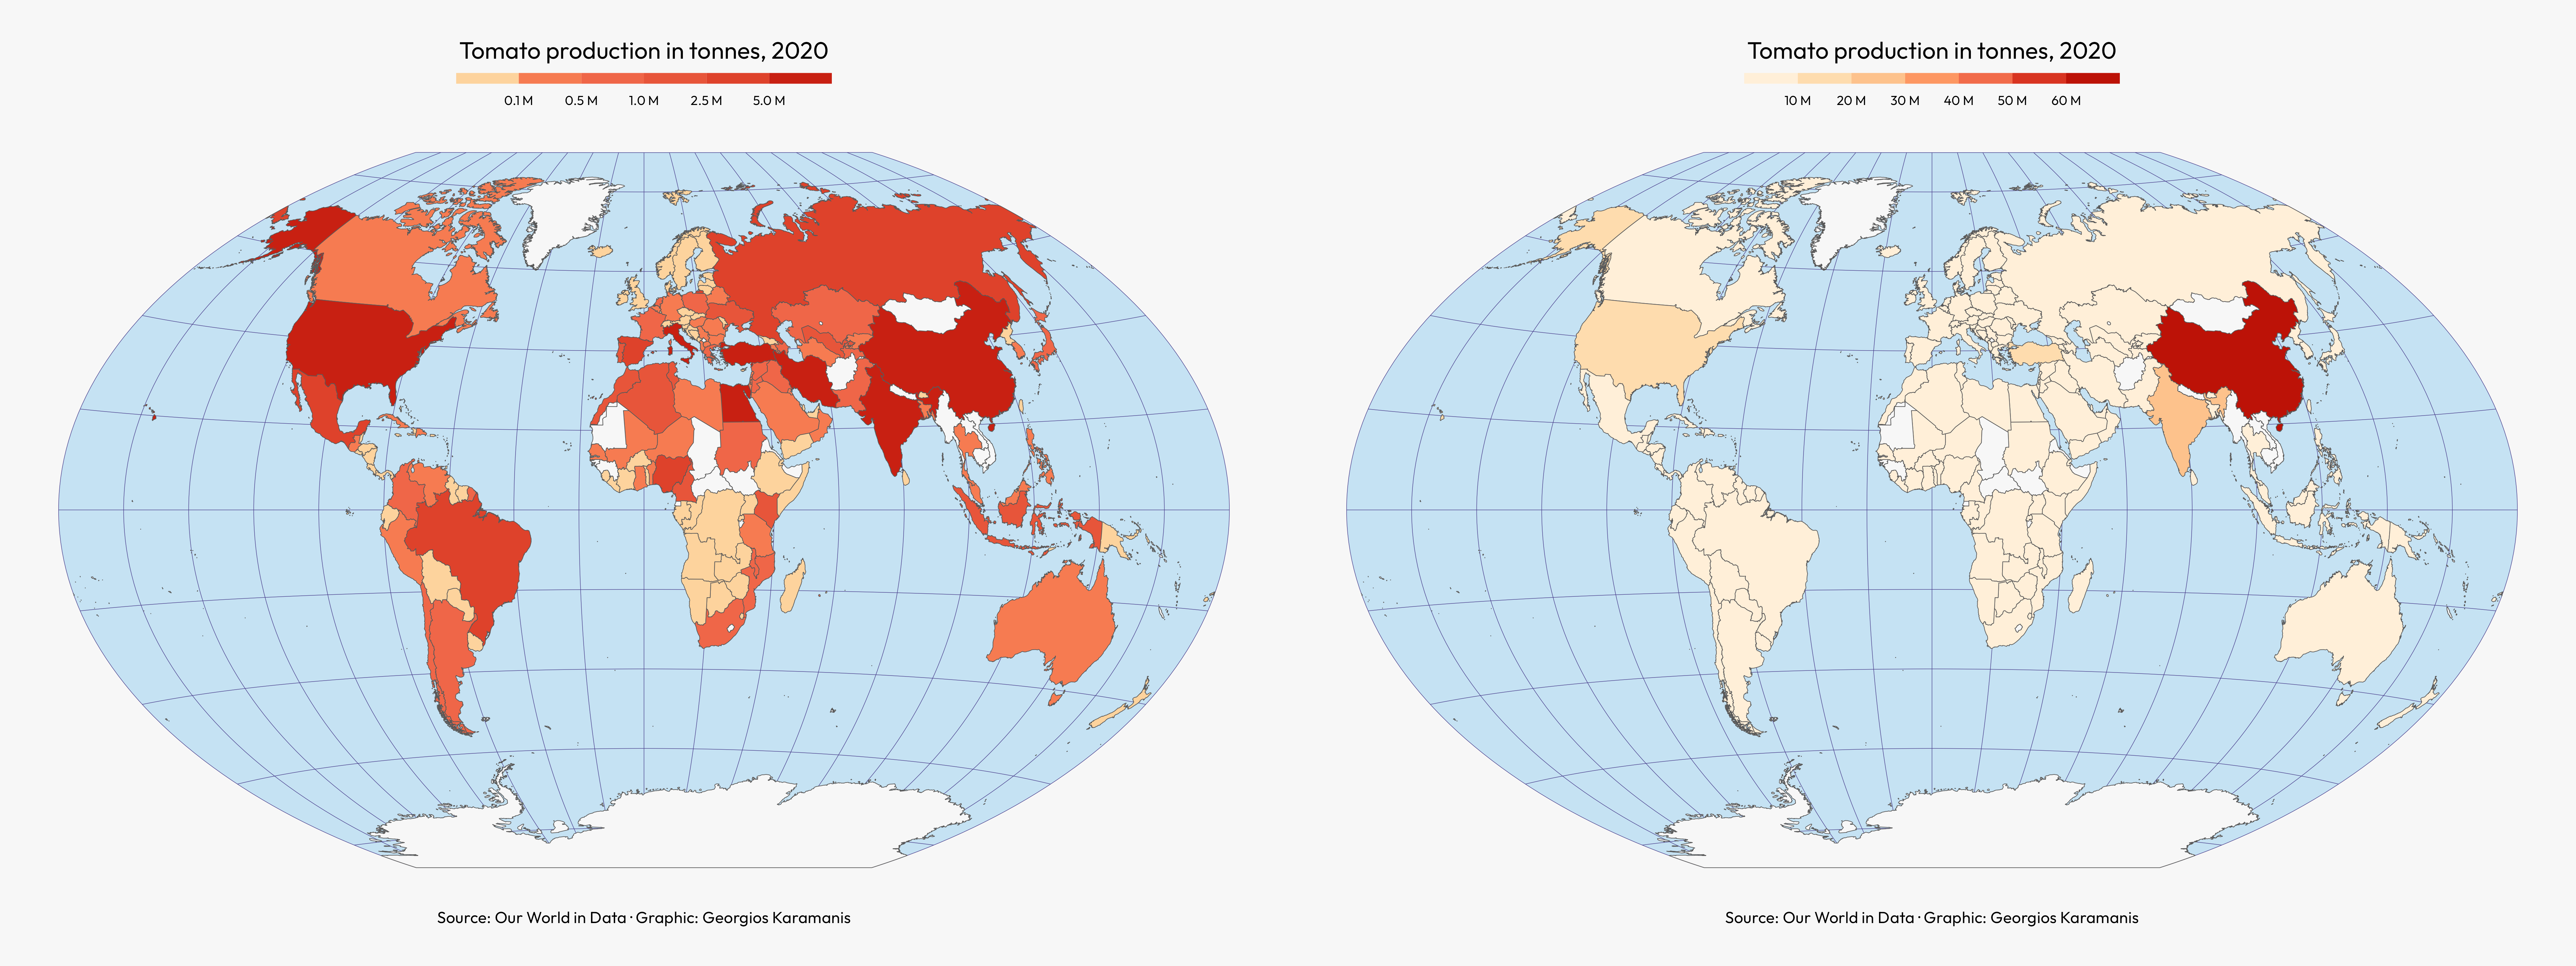 Tomato production in tonnes, 2020
0.1 M 0.5 M 1.0 M 2.5 M 5.0 M
Source: Our World in Data · Graphic: Georgios Karamanis
Tomato production in tonnes, 2020
10 M 20 M 30 M 40 M 50 M 60 M
Source: Our World in Data · Graphic: Georgios Karamanis